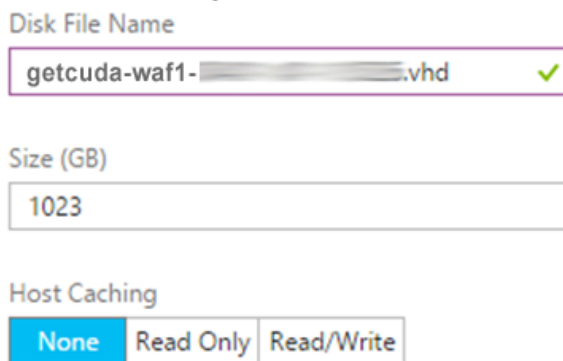 Disk File Name
getcuda-waf1- .vhd
Size (GB)
1023
Host Caching
None Read Only Read/Write